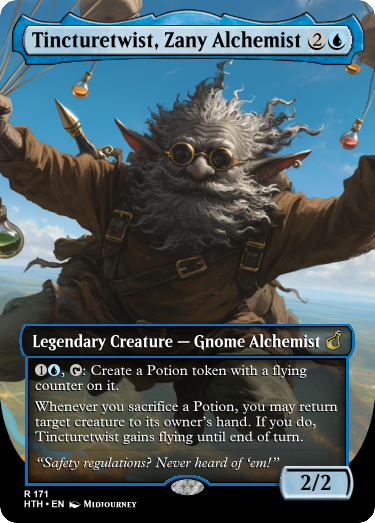 Tincturetwist, Zany Alchemist 2
Legendary Creature — Gnome Alchemist
1, : Create a Potion token with a flying
counter on it.
Whenever you sacrifice a Potion, you may return
target creature to its owner's hand. If you do,
Tincturetwist gains flying until end of turn.
“Safety regulations? Never heard of ‘em!”
2/2
R 171
HTH • EN Midjourney